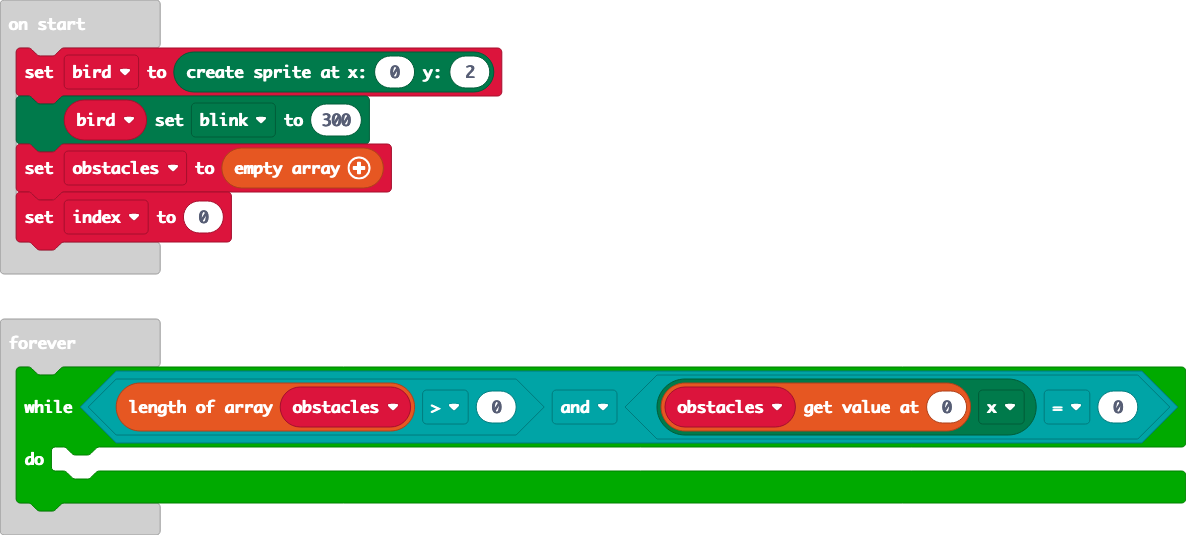 on start
set bird to create sprite at x: 0 y: 2
bird set blink to 300
set obstacles to empty array
set index to 0
forever
while length of array obstacles > 0 and obstacles get value at 0 x = 0
do